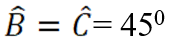 B̂ = Ĉ = 45⁰